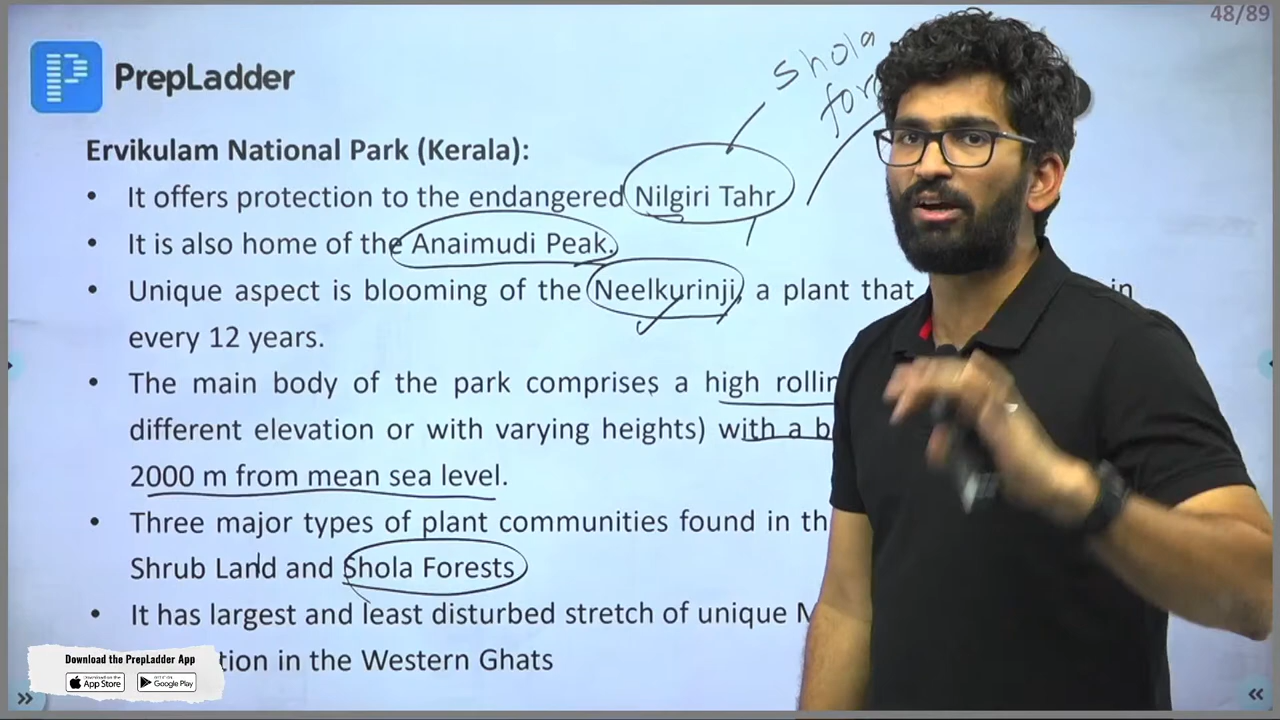 48/89
PrepLadder
shola
Ervikulam National Park (Kerala):
• It offers protection to the endangered Nilgiri Tahr
• It is also home of the Anaimudi Peak.
• Unique aspect is blooming of the Neelkurinji, a plant that in
every 12 years.
• The main body of the park comprises a high
different elevation or with varying heights) with a
2000 m from mean sea level.
• Three major types of plant communities found in
Shrub Land and Shola Forests
• It has largest and least disturbed stretch of unique
in the Western Ghats
Download the PrepLadder App
App Store
Google Play